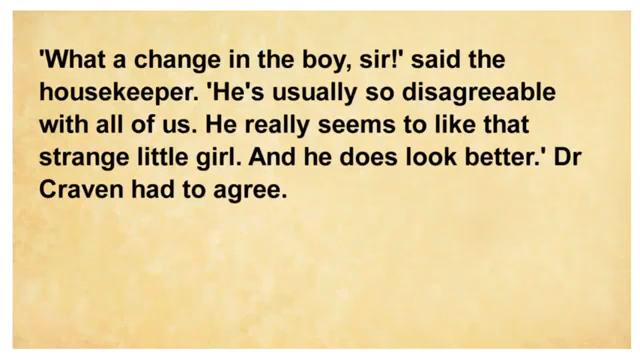 'What a change in the boy, sir!' said the
housekeeper. 'He's usually so disagreeable
with all of us. He really seems to like that
strange little girl. And he does look better.' Dr
Craven had to agree.